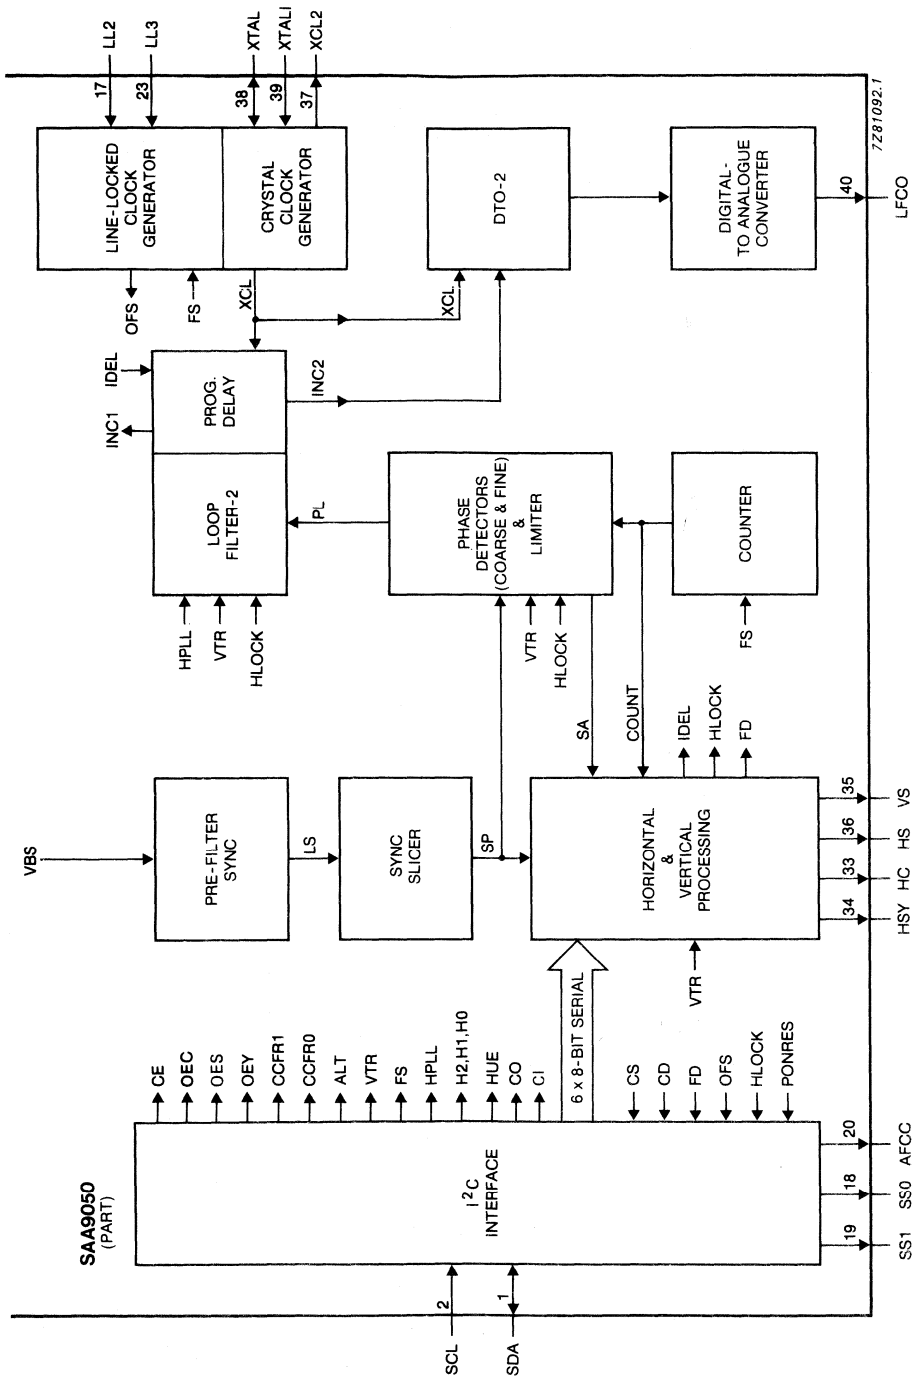 SAA9050
(PART)
SCL
2
SDA
1
I²C
INTERFACE
CE
OEC
OES
OEY
CCFR1
CCFR0
ALT
VTR
FS
HPLL
H2,H1,H0
HUE
CO
CI
6 x 8-BIT SERIAL
CS
CD
FD
OFS
HLOCK
PONRES
19
SS1
18
SS0
20
AFCC
VBS
PRE-FILTER
SYNC
LS
SYNC
SLICER
SP
HORIZONTAL
&
VERTICAL
PROCESSING
VTR
SA
COUNT
IDEL
HLOCK
FD
34
HSY
33
HC
36
HS
35
VS
HPLL
VTR
HLOCK
LOOP
FILTER-2
PROG.
DELAY
INC1
IDEL
INC2
PL
PHASE
DETECTORS
(COARSE & FINE)
&
LIMITER
VTR
HLOCK
COUNTER
FS
LINE-LOCKED
CLOCK
GENERATOR
CRYSTAL
CLOCK
GENERATOR
OFS
FS
XCL
XCL
17
LL2
23
LL3
38
XTAL
39
XTALI
37
XCL2
DTO-2
DIGITAL-
TO ANALOGUE
CONVERTER
40
LFCO
7Z81092.1